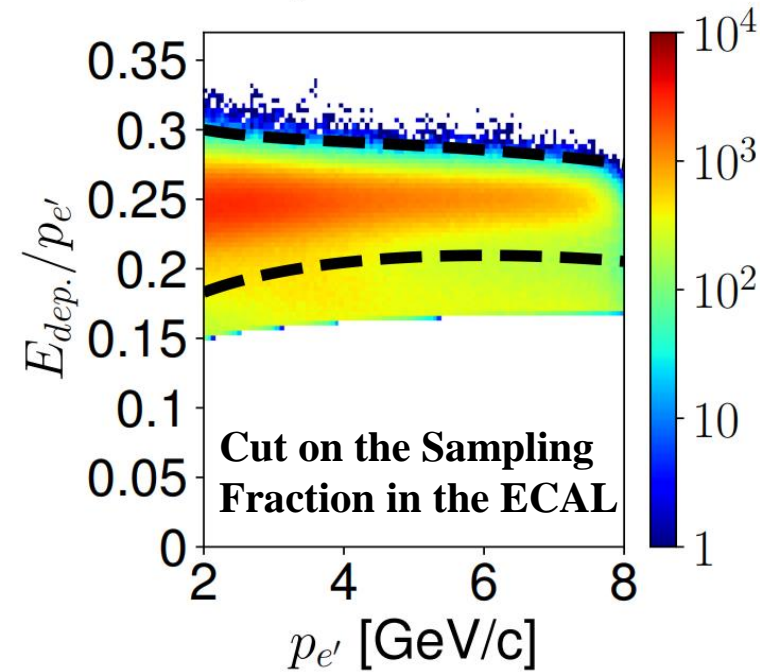 0.35
0.3
0.25
0.2
0.15
0.1
0.05
0
E_{dep.}/p_{e'}
Cut on the Sampling
Fraction in the ECAL
2 4 6 8
p_{e'} [GeV/c]
10^4
10^3
10^2
10
1